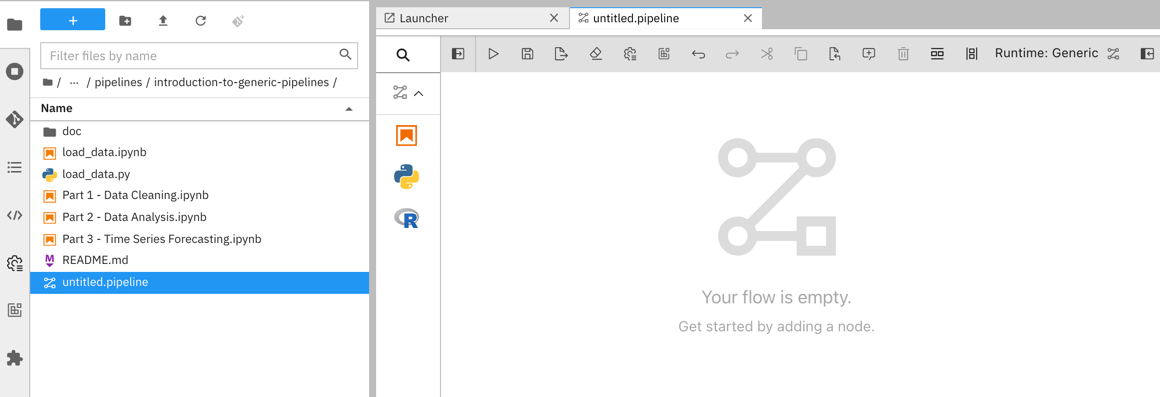 Launcher
untitled.pipeline
Filter files by name
/ ... / pipelines / introduction-to-generic-pipelines /
Runtime: Generic
Name
doc
load_data.ipynb
load_data.py
Part 1 - Data Cleaning.ipynb
Part 2 - Data Analysis.ipynb
Part 3 - Time Series Forecasting.ipynb
README.md
untitled.pipeline
Your flow is empty.
Get started by adding a node.